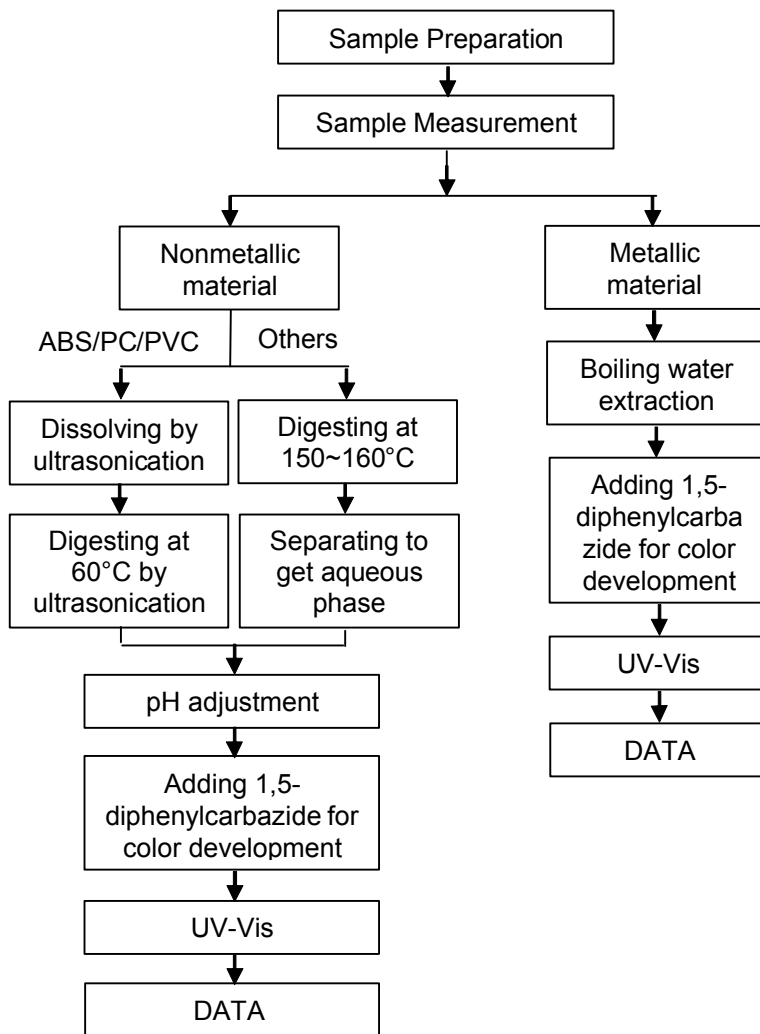 Sample Preparation
Sample Measurement
Nonmetallic
material
ABS/PC/PVC
Others
Dissolving by
ultrasonication
Digesting at
150~160°C
Digesting at
60°C by
ultrasonication
Separating to
get aqueous
phase
pH adjustment
Adding 1,5-
diphenylcarbazide for
color development
UV-Vis
DATA
Metallic
material
Boiling water
extraction
Adding 1,5-
diphenylcarba
zide for color
development
UV-Vis
DATA